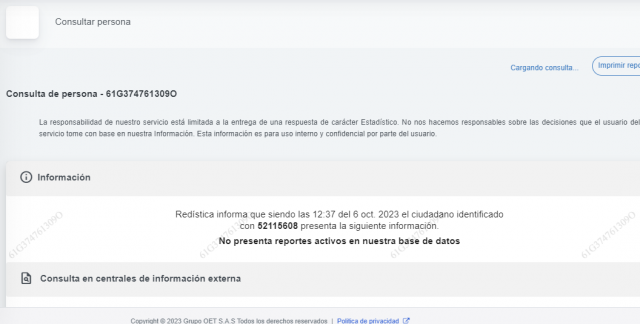 Consultar persona
Cargando consulta...
Imprimir repo
Consulta de persona - 61G374761309O
La responsabilidad de nuestro servicio está limitada a la entrega de una respuesta de carácter Estadístico. No nos hacemos responsables sobre las decisiones que el usuario del
servicio tome con base en nuestra Información. Esta información es para uso interno y confidencial por parte del usuario.
Información
Redística informa que siendo las 12:37 del 6 oct. 2023 el ciudadano identificado
con 52115608 presenta la siguiente información.
No presenta reportes activos en nuestra base de datos
61G374761309O
61G374761309O
61G374761309O
61G374761309O
Consulta en centrales de información externa
Copyright © 2023 Grupo OET S.A.S Todos los derechos reservados | Política de privacidad